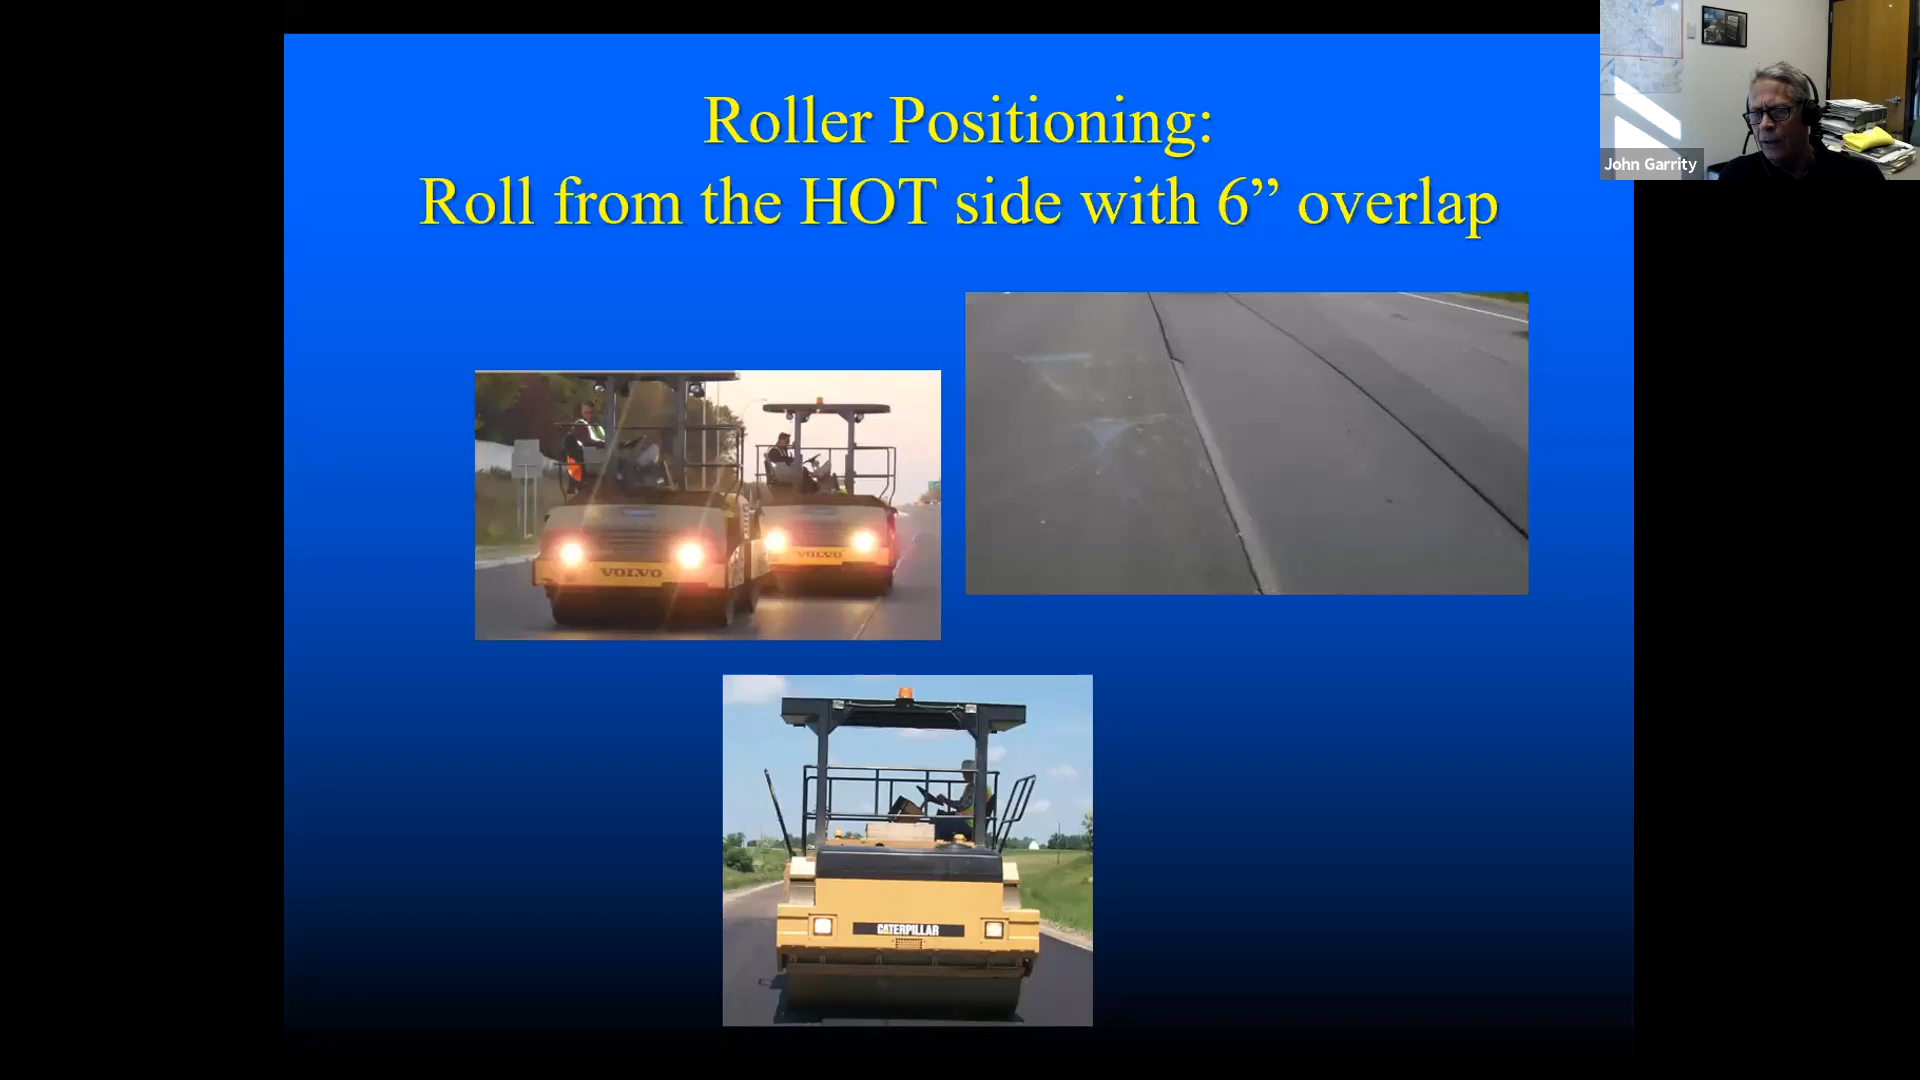 Roller Positioning:
Roll from the HOT side with 6” overlap
John Garrity
VOLVO
VOLVO
CATERPILLAR